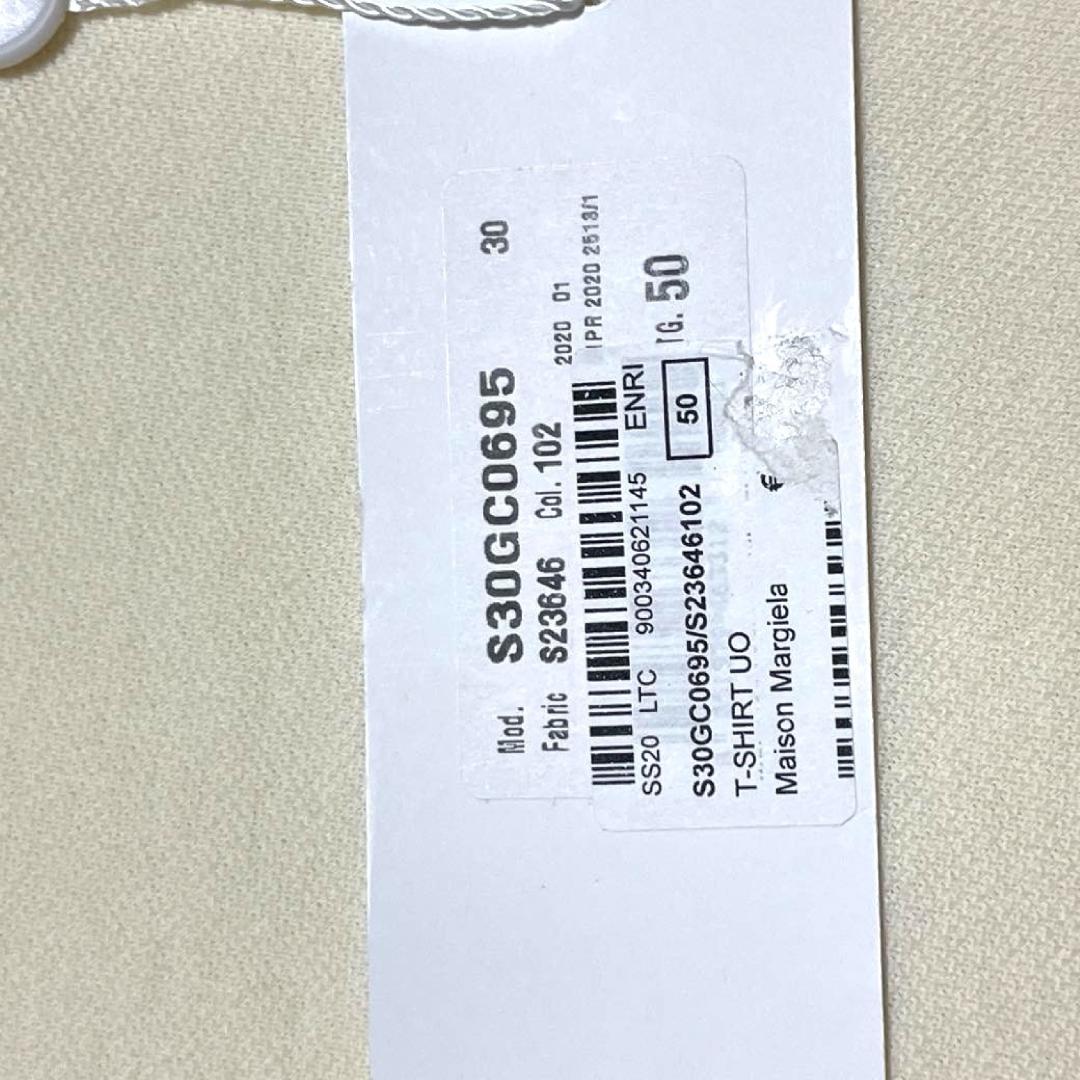 Mod. S30GC0695 30
Fabric S23646 Col. 102
2020 01
IPR 2020 2513/1
TG. 50
SS20 LTC 900340621145 ENRI
S30GC0695/S23646102 50
T-SHIRT UO
Maison Margiela €